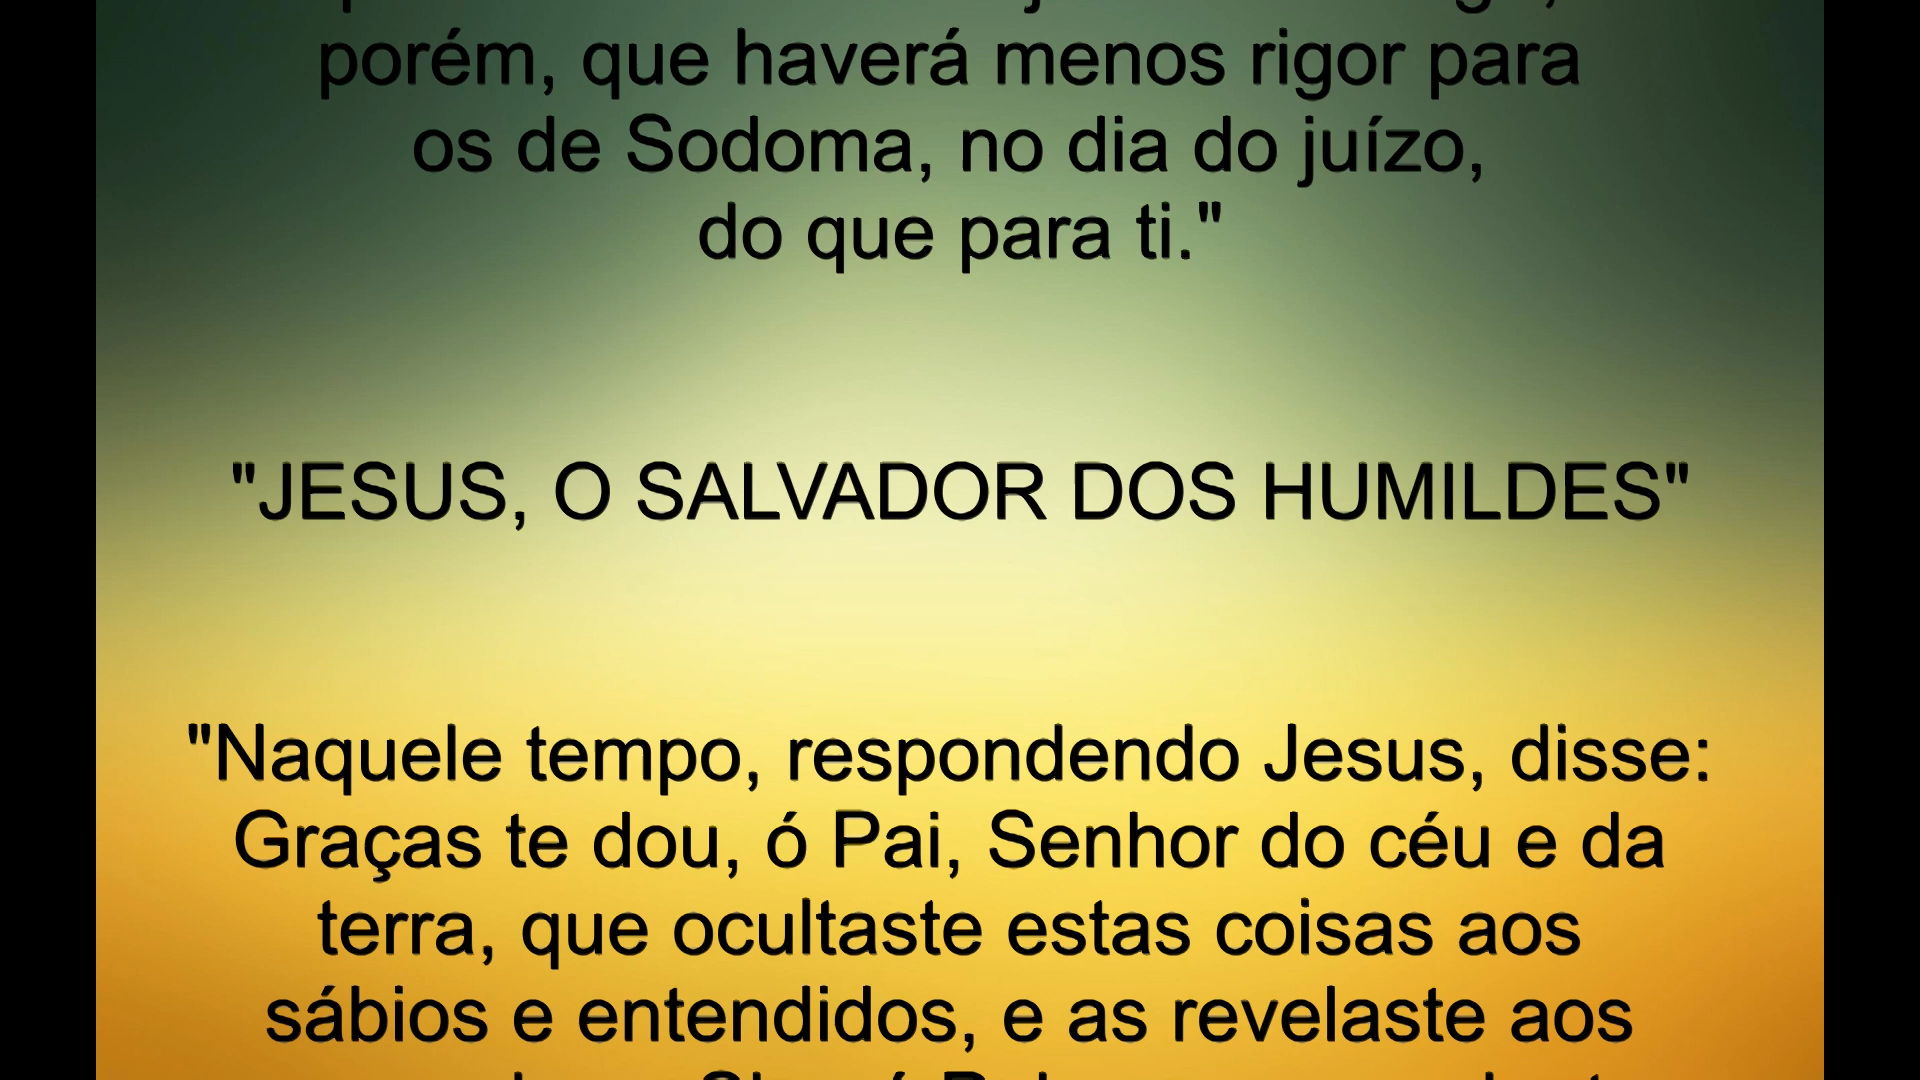 porém, que haverá menos rigor para
os de Sodoma, no dia do juízo,
do que para ti."
"JESUS, O SALVADOR DOS HUMILDES"
"Naquele tempo, respondendo Jesus, disse:
Graças te dou, ó Pai, Senhor do céu e da
terra, que ocultaste estas coisas aos
sábios e entendidos, e as revelaste aos